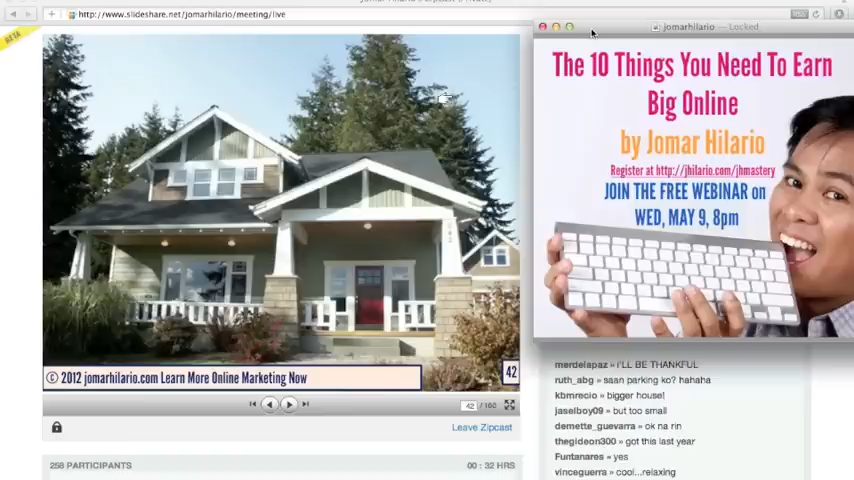 http://www.slideshare.net/jomarhilario/meeting/live
BETA
jomarhilario — Locked
The 10 Things You Need To Earn
Big Online
by Jomar Hilario
Register at http://jhilario.com/jhmastery
JOIN THE FREE WEBINAR on
WED, MAY 9, 8pm
© 2012 jomarhilario.com Learn More Online Marketing Now
42
42 / 160
Leave Zipcast
258 PARTICIPANTS
00 : 32 HRS
merdelapaz » I'LL BE THANKFUL
ruth_abg » saan parking ko? hahaha
kbmrecio » bigger house!
jaselboy09 » but too small
demette_guevarra » ok na rin
thegideon300 » got this last year
Funtanares » yes
vinceguerra » cool...relaxing